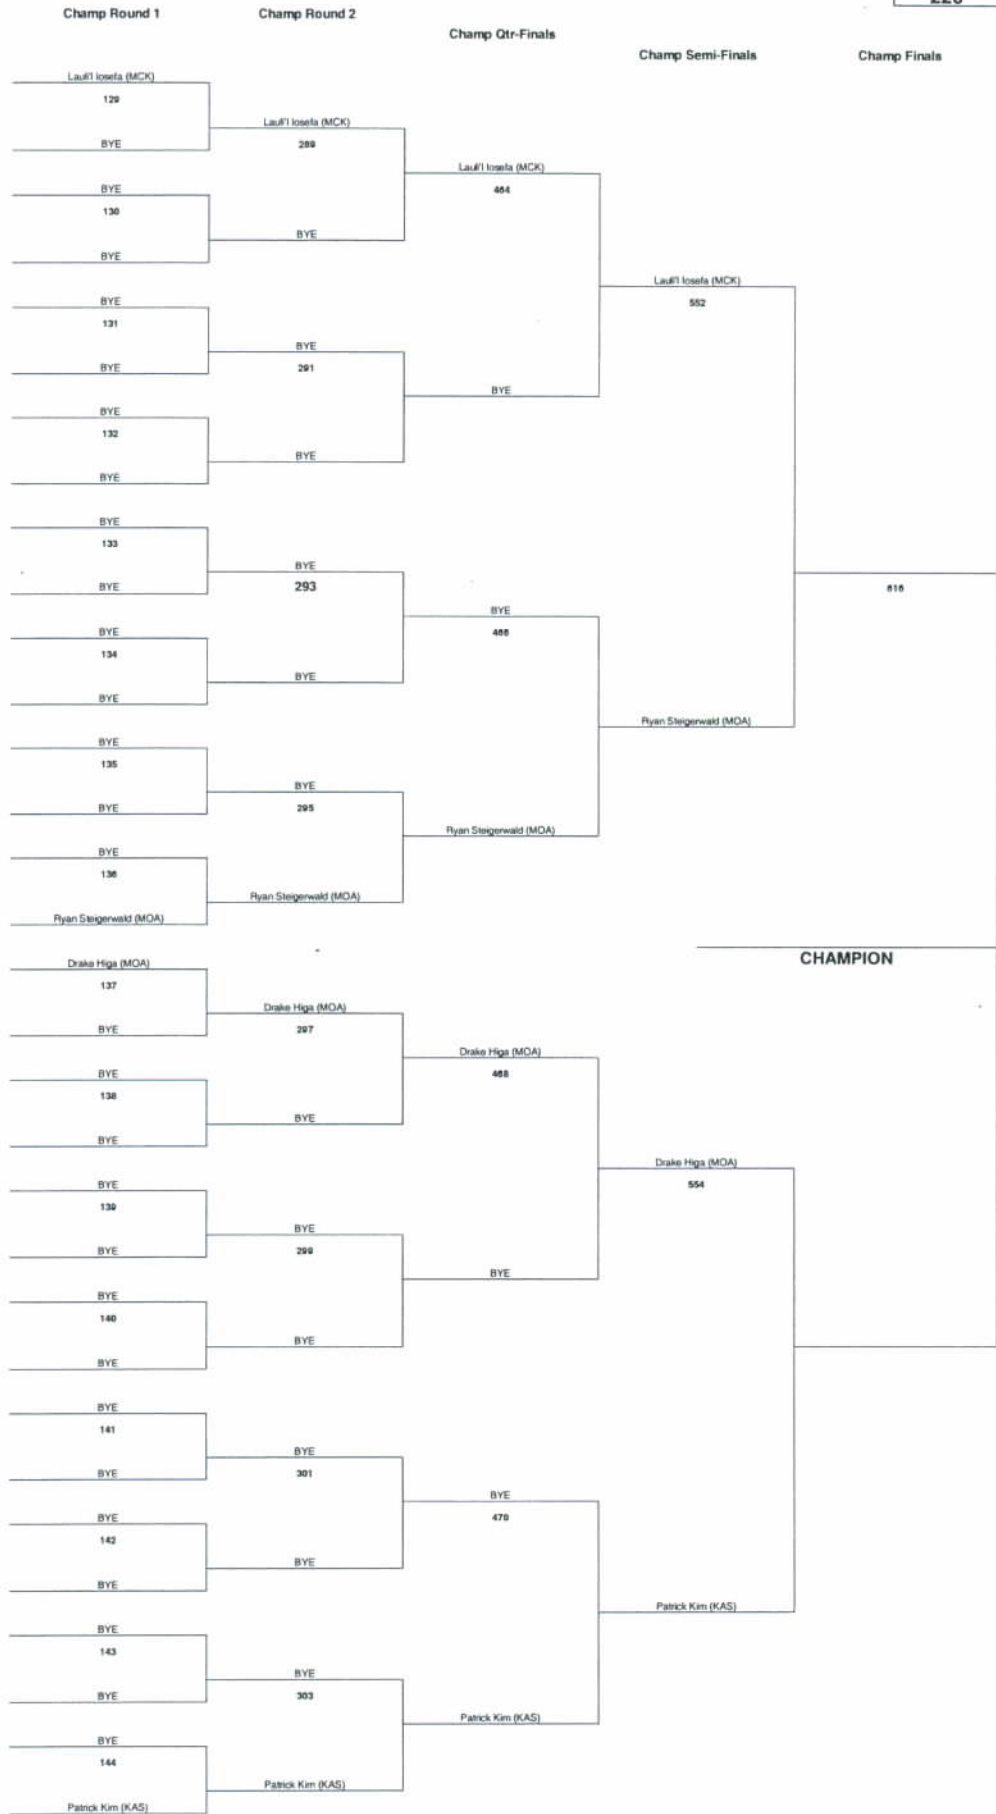 Champ Round 1
Champ Round 2
Champ Qtr-Finals
Champ Semi-Finals
Champ Finals
Lauli'l Iosefa (MCK)
129
BYE
BYE
130
BYE
BYE
131
BYE
BYE
132
BYE
BYE
133
BYE
BYE
134
BYE
BYE
135
BYE
BYE
136
Ryan Steigerwald (MOA)
Drake Higa (MOA)
137
BYE
BYE
138
BYE
BYE
139
BYE
BYE
140
BYE
BYE
141
BYE
BYE
142
BYE
BYE
143
BYE
BYE
144
Patrick Kim (KAS)
Lauli'l Iosefa (MCK)
289
BYE
BYE
291
BYE
BYE
293
BYE
BYE
295
Ryan Steigerwald (MOA)
Drake Higa (MOA)
297
BYE
BYE
299
BYE
BYE
301
BYE
BYE
303
Patrick Kim (KAS)
Lauli'l Iosefa (MCK)
464
BYE
BYE
466
Ryan Steigerwald (MOA)
Drake Higa (MOA)
468
BYE
BYE
470
Patrick Kim (KAS)
Lauli'l Iosefa (MCK)
552
Ryan Steigerwald (MOA)
Drake Higa (MOA)
554
Patrick Kim (KAS)
616
CHAMPION